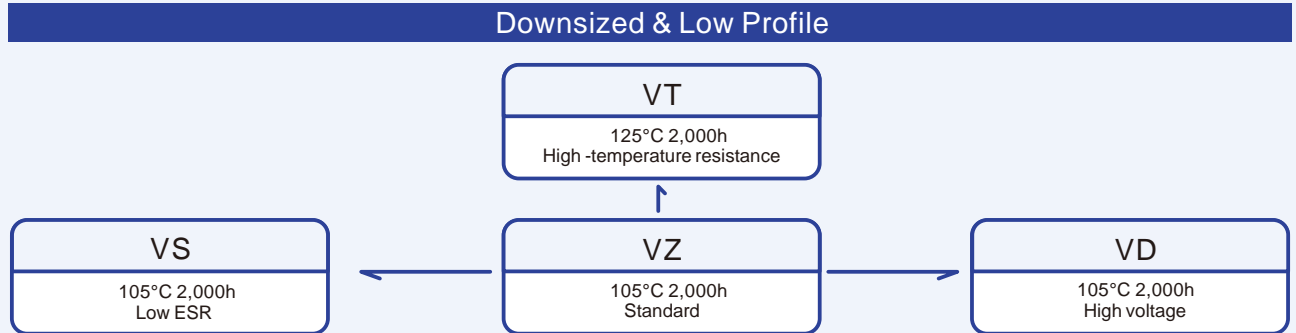 Downsized & Low Profile
VT
125°C 2,000h
High -temperature resistance
VS
105°C 2,000h
Low ESR
VZ
105°C 2,000h
Standard
VD
105°C 2,000h
High voltage